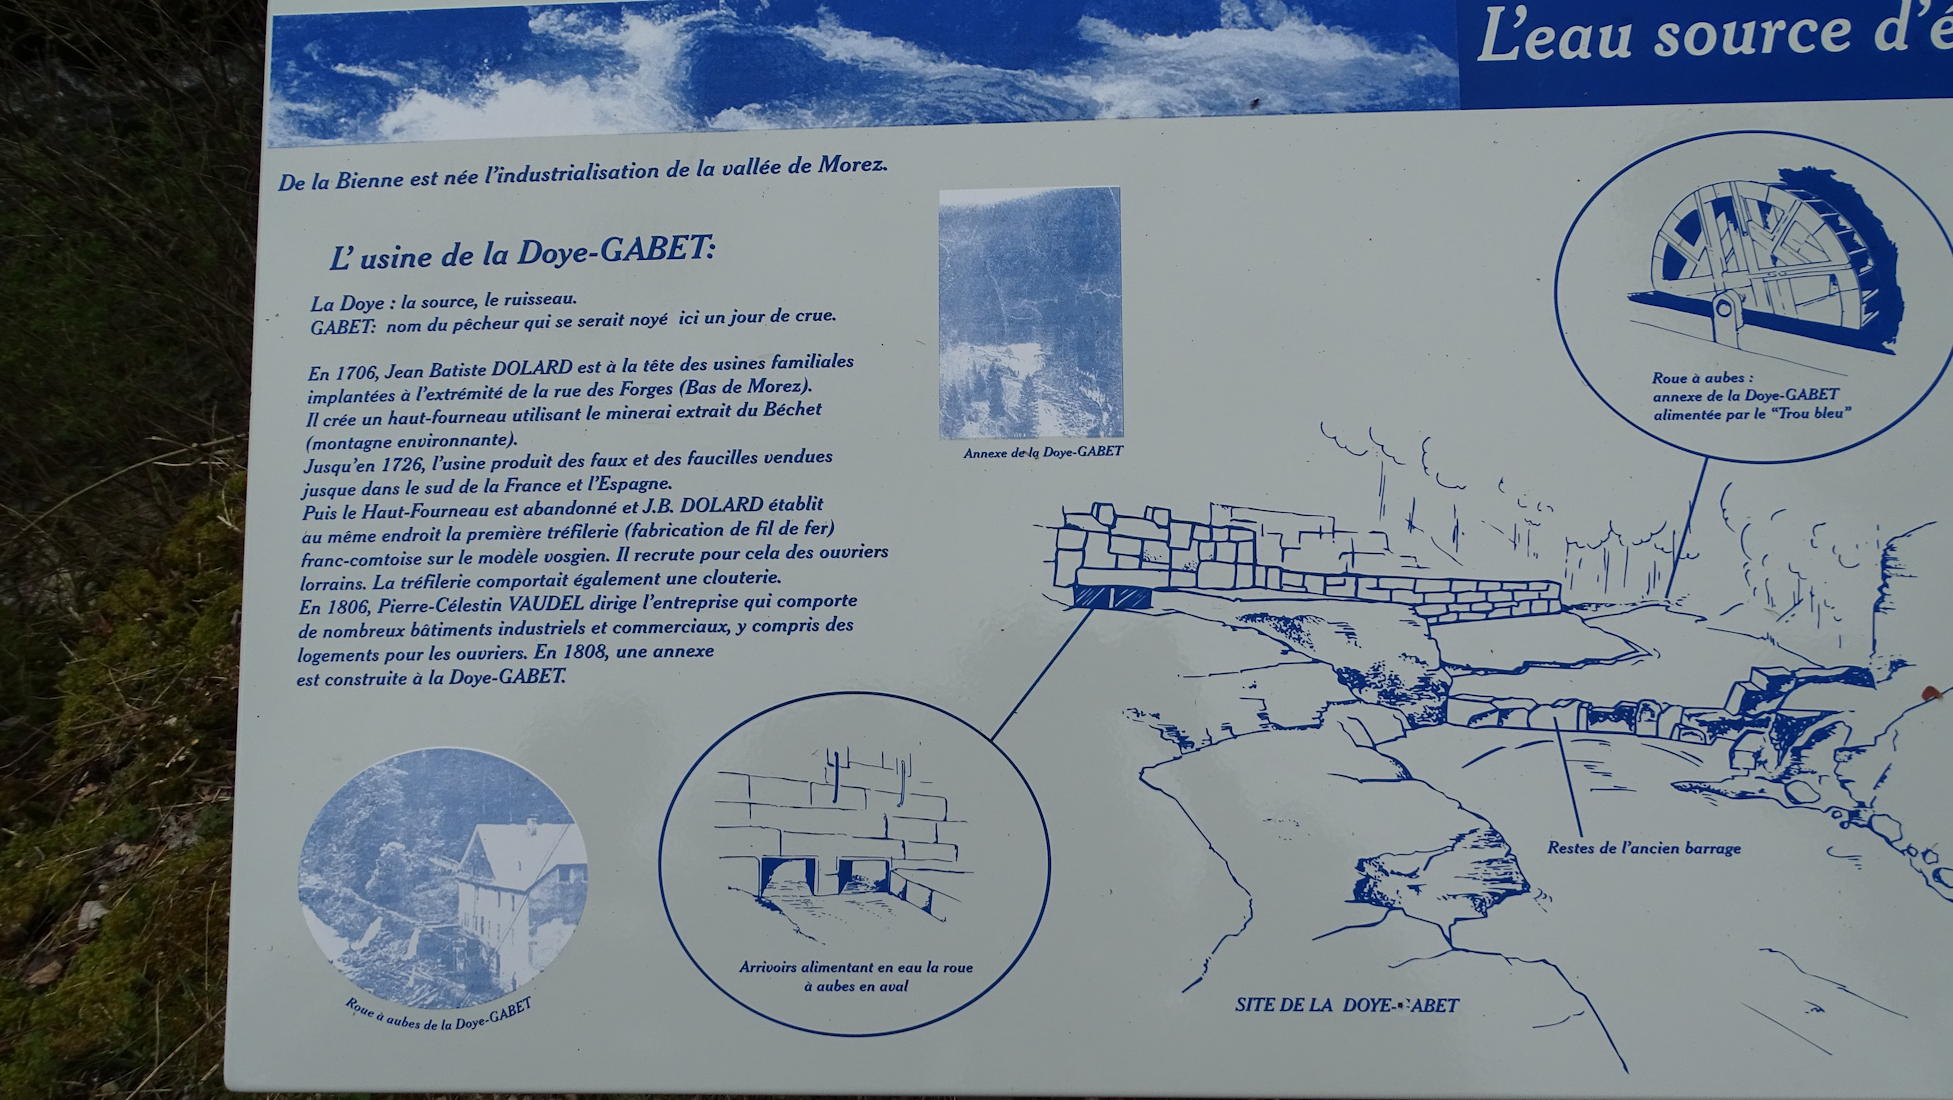 L'eau source d'é
De la Bienne est née l'industrialisation de la vallée de Morez.
L' usine de la Doye-GABET:
La Doye : la source, le ruisseau.
GABET: nom du pêcheur qui se serait noyé ici un jour de crue.
En 1706, Jean Batiste DOLARD est à la tête des usines familiales
implantées à l'extrémité de la rue des Forges (Bas de Morez).
Il crée un haut-fourneau utilisant le minerai extrait du Béchet
(montagne environnante).
Jusqu'en 1726, l'usine produit des faux et des faucilles vendues
jusque dans le sud de la France et l'Espagne.
Puis le Haut-Fourneau est abandonné et J.B. DOLARD établit
au même endroit la première tréfilerie (fabrication de fil de fer)
franc-comtoise sur le modèle vosgien. Il recrute pour cela des ouvriers
lorrains. La tréfilerie comportait également une clouterie.
En 1806, Pierre-Célestin VAUDEL dirige l'entreprise qui comporte
de nombreux bâtiments industriels et commerciaux, y compris des
logements pour les ouvriers. En 1808, une annexe
est construite à la Doye-GABET.
Annexe de la Doye-GABET
Roue à aubes :
annexe de la Doye-GABET
alimentée par le "Trou bleu"
Restes de l'ancien barrage
Arrivoirs alimentant en eau la roue
à aubes en aval
Roue à aubes de la Doye-GABET
SITE DE LA DOYE-GABET